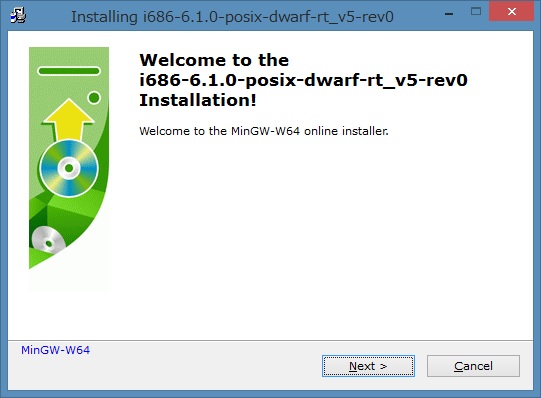 Installing i686-6.1.0-posix-dwarf-rt_v5-rev0
Welcome to the
i686-6.1.0-posix-dwarf-rt_v5-rev0
Installation!
Welcome to the MinGW-W64 online installer.
MinGW-W64
Next >
Cancel